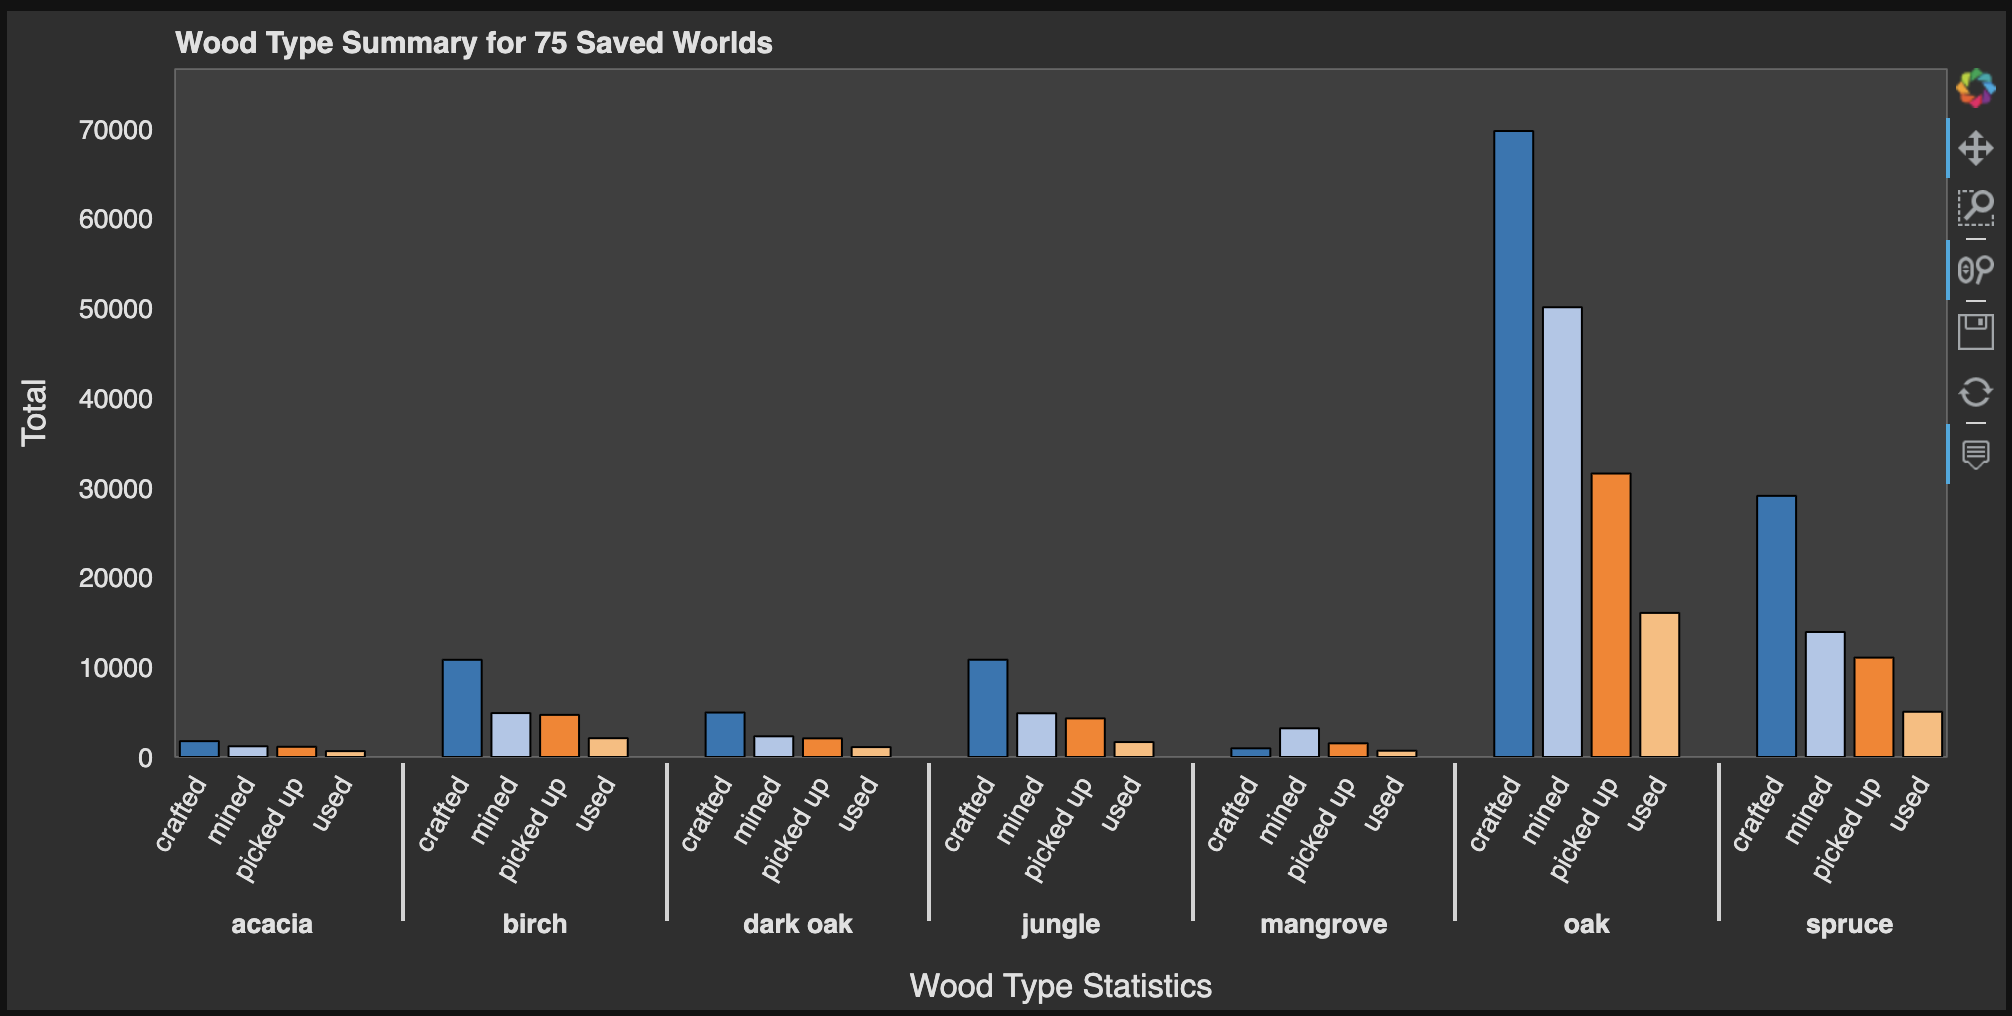 Wood Type Summary for 75 Saved Worlds
Total
70000
60000
50000
40000
30000
20000
10000
0
crafted mined picked up used crafted mined picked up used crafted mined picked up used crafted mined picked up used crafted mined picked up used crafted mined picked up used crafted mined picked up used
acacia birch dark oak jungle mangrove oak spruce
Wood Type Statistics